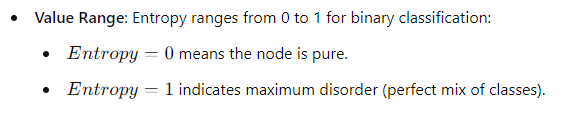 • Value Range: Entropy ranges from 0 to 1 for binary classification:
• Entropy = 0 means the node is pure.
• Entropy = 1 indicates maximum disorder (perfect mix of classes).